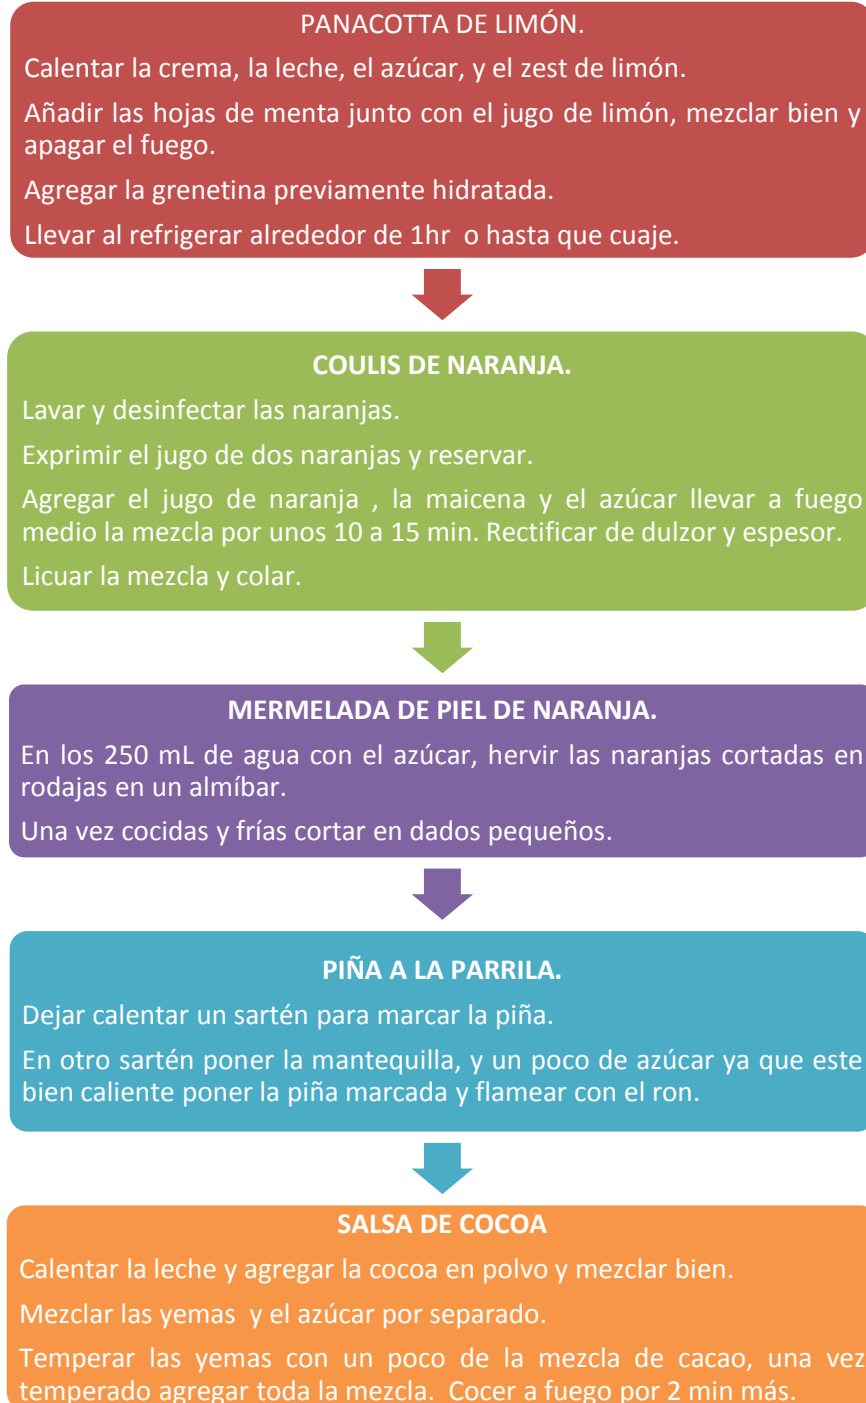 PANACOTTA DE LIMÓN.
Calentar la crema, la leche, el azúcar, y el zest de limón.
Añadir las hojas de menta junto con el jugo de limón, mezclar bien y
apagar el fuego.
Agregar la grenetina previamente hidratada.
Llevar al refrigerar alrededor de 1hr o hasta que cuaje.
COULIS DE NARANJA.
Lavar y desinfectar las naranjas.
Exprimir el jugo de dos naranjas y reservar.
Agregar el jugo de naranja , la maicena y el azúcar llevar a fuego
medio la mezcla por unos 10 a 15 min. Rectificar de dulzor y espesor.
Licuar la mezcla y colar.
MERMELADA DE PIEL DE NARANJA.
En los 250 mL de agua con el azúcar, hervir las naranjas cortadas en
rodajas en un almíbar.
Una vez cocidas y frías cortar en dados pequeños.
PIÑA A LA PARRILA.
Dejar calentar un sartén para marcar la piña.
En otro sartén poner la mantequilla, y un poco de azúcar ya que este
bien caliente poner la piña marcada y flamear con el ron.
SALSA DE COCOA
Calentar la leche y agregar la cocoa en polvo y mezclar bien.
Mezclar las yemas y el azúcar por separado.
Temperar las yemas con un poco de la mezcla de cacao, una vez
temperado agregar toda la mezcla. Cocer a fuego por 2 min más.